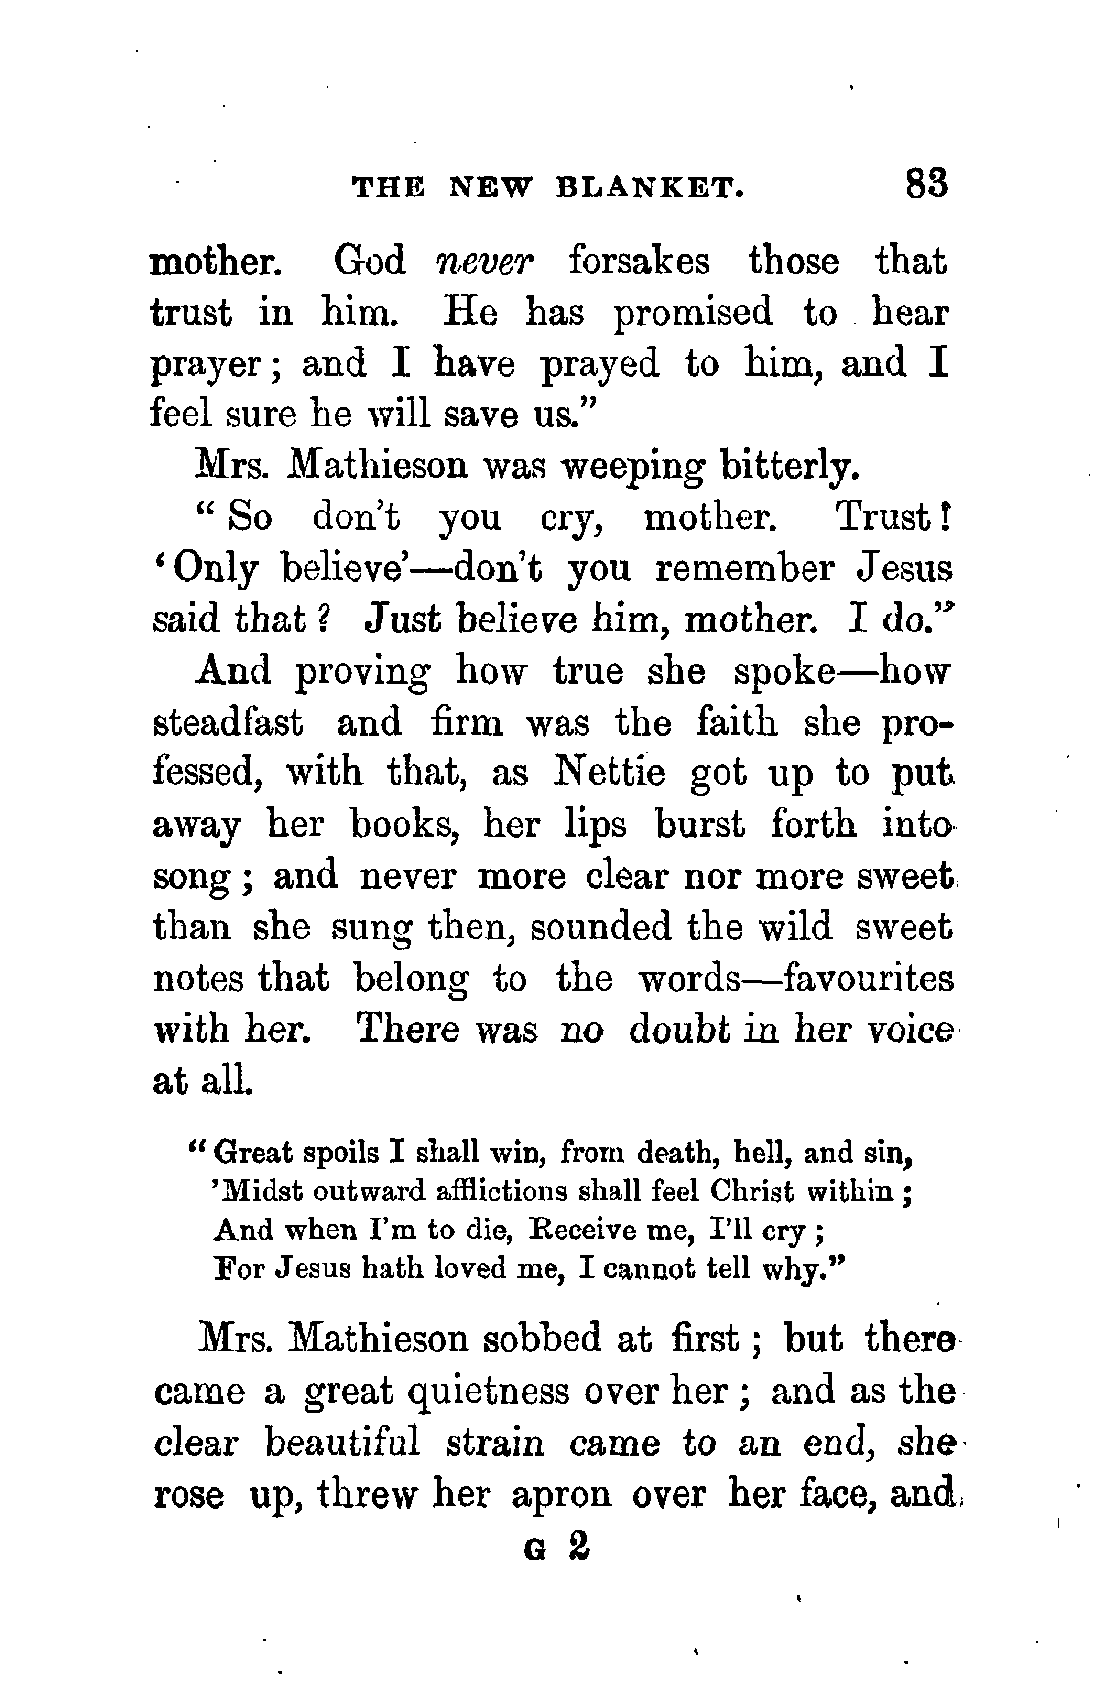 THE NEW BLANKET. 83
mother. God never forsakes those that
trust in him. He has promised to hear
prayer; and I have prayed to him, and I
feel sure he will save us.”
Mrs. Mathieson was weeping bitterly.
“ So don’t you cry, mother. Trust!
‘Only believe’—don’t you remember Jesus
said that? Just believe him, mother. I do.”
And proving how true she spoke—how
steadfast and firm was the faith she pro-
fessed, with that, as Nettie got up to put
away her books, her lips burst forth into
song; and never more clear nor more sweet
than she sung then, sounded the wild sweet
notes that belong to the words—favourites
with her. There was no doubt in her voice
at all.
“Great spoils I shall win, from death, hell, and sin,
’Midst outward afflictions shall feel Christ within;
And when I’m to die, Receive me, I’ll cry;
For Jesus hath loved me, I cannot tell why.”
Mrs. Mathieson sobbed at first; but there
came a great quietness over her; and as the
clear beautiful strain came to an end, she
rose up, threw her apron over her face, and
G 2